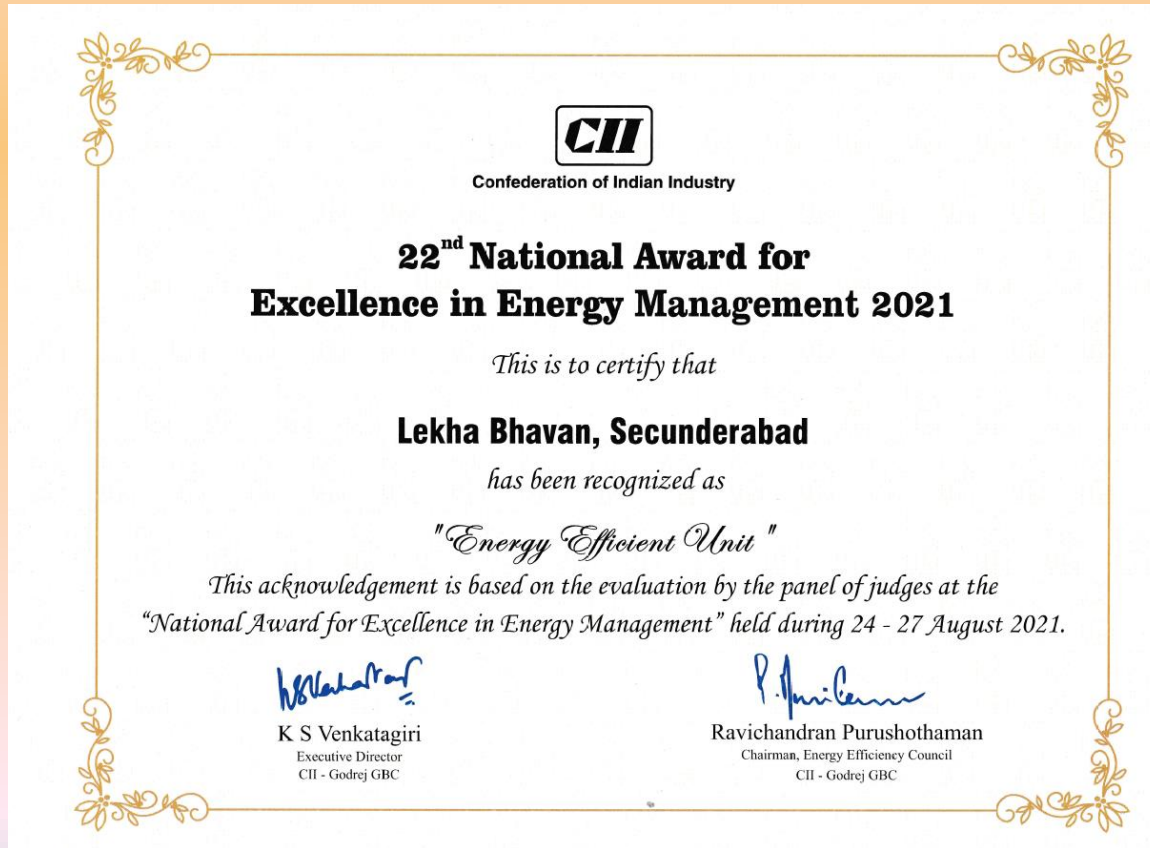 CII
Confederation of Indian Industry
22nd National Award for
Excellence in Energy Management 2021
This is to certify that
Lekha Bhavan, Secunderabad
has been recognized as
"Energy Efficient Unit "
This acknowledgement is based on the evaluation by the panel of judges at the
“National Award for Excellence in Energy Management” held during 24 - 27 August 2021.
K S Venkatagiri
Executive Director
CII - Godrej GBC
Ravichandran Purushothaman
Chairman, Energy Efficiency Council
CII - Godrej GBC